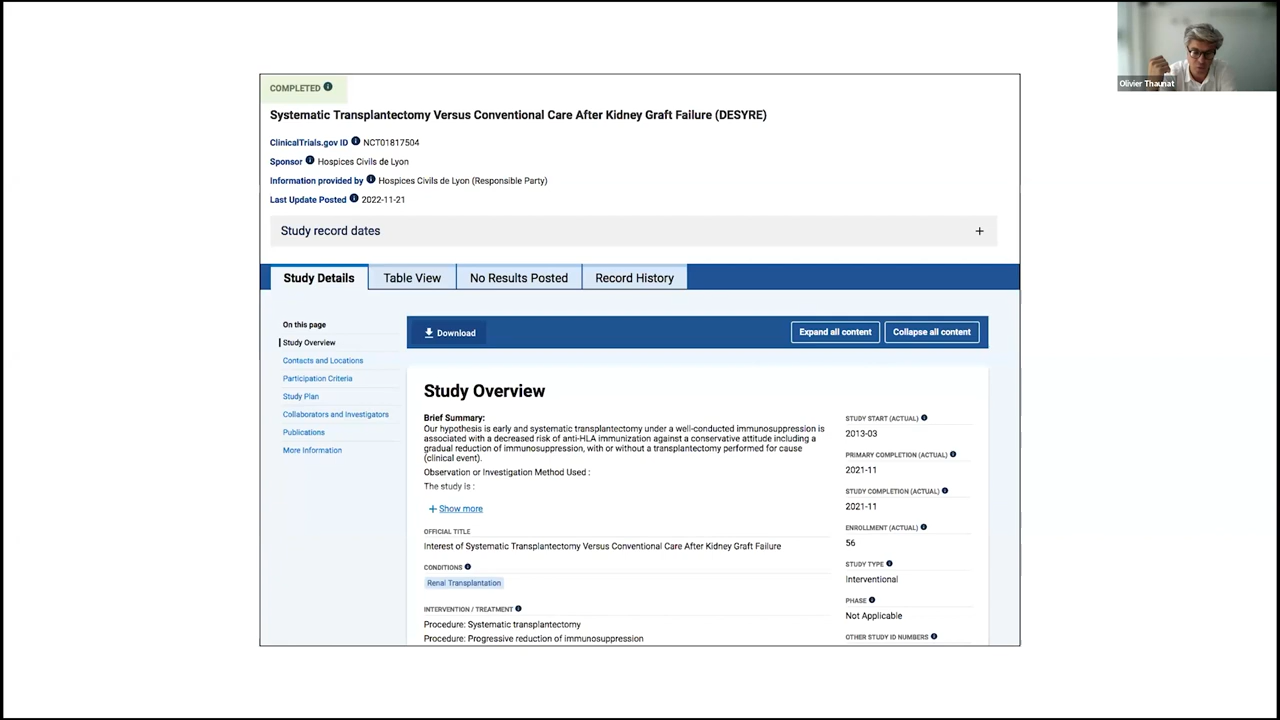 COMPLETED
Systematic Transplantectomy Versus Conventional Care After Kidney Graft Failure (DESYRE)
ClinicalTrials.gov ID NCT01817504
Sponsor Hospices Civils de Lyon
Information provided by Hospices Civils de Lyon (Responsible Party)
Last Update Posted 2022-11-21
Study record dates +
Study Details Table View No Results Posted Record History
On this page
Study Overview
Contacts and Locations
Participation Criteria
Study Plan
Collaborators and Investigators
Publications
More Information
Download Expand all content Collapse all content
Study Overview
Brief Summary:
Our hypothesis is early and systematic transplantectomy under a well-conducted immunosuppression is
associated with a decreased risk of anti-HLA immunization against a conservative attitude including a
gradual reduction of immunosuppression, with or without a transplantectomy performed for cause
(clinical event).
Observation or Investigation Method Used :
The study is :
+ Show more
OFFICIAL TITLE
Interest of Systematic Transplantectomy Versus Conventional Care After Kidney Graft Failure
CONDITIONS
Renal Transplantation
INTERVENTION / TREATMENT
Procedure: Systematic transplantectomy
Procedure: Progressive reduction of immunosuppression
STUDY START (ACTUAL)
2013-03
PRIMARY COMPLETION (ACTUAL)
2021-11
STUDY COMPLETION (ACTUAL)
2021-11
ENROLLMENT (ACTUAL)
56
STUDY TYPE
Interventional
PHASE
Not Applicable
OTHER STUDY ID NUMBERS
Olivier Thaunat